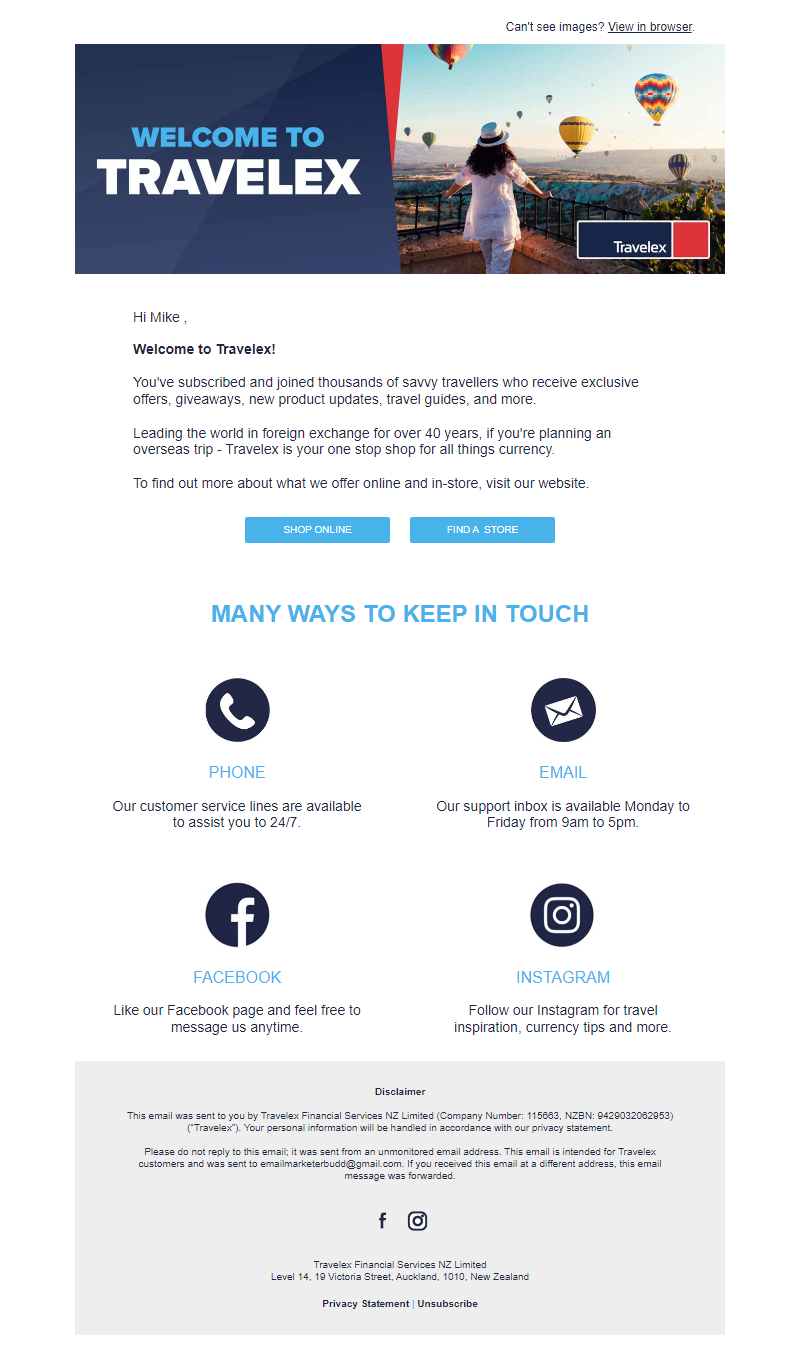 Can't see images? View in browser.
WELCOME TO
TRAVELEX
Travelex
Hi Mike ,
Welcome to Travelex!
You've subscribed and joined thousands of savvy travellers who receive exclusive
offers, giveaways, new product updates, travel guides, and more.
Leading the world in foreign exchange for over 40 years, if you're planning an
overseas trip - Travelex is your one stop shop for all things currency.
To find out more about what we offer online and in-store, visit our website.
SHOP ONLINE
FIND A STORE
MANY WAYS TO KEEP IN TOUCH
PHONE
Our customer service lines are available
to assist you to 24/7.
EMAIL
Our support inbox is available Monday to
Friday from 9am to 5pm.
FACEBOOK
Like our Facebook page and feel free to
message us anytime.
INSTAGRAM
Follow our Instagram for travel
inspiration, currency tips and more.
Disclaimer
This email was sent to you by Travelex Financial Services NZ Limited (Company Number: 115663, NZBN: 9429032062953)
("Travelex"). Your personal information will be handled in accordance with our privacy statement.
Please do not reply to this email; it was sent from an unmonitored email address. This email is intended for Travelex
customers and was sent to emailmarketerbudd@gmail.com. If you received this email at a different address, this email
message was forwarded.
Travelex Financial Services NZ Limited
Level 14, 19 Victoria Street, Auckland, 1010, New Zealand
Privacy Statement | Unsubscribe